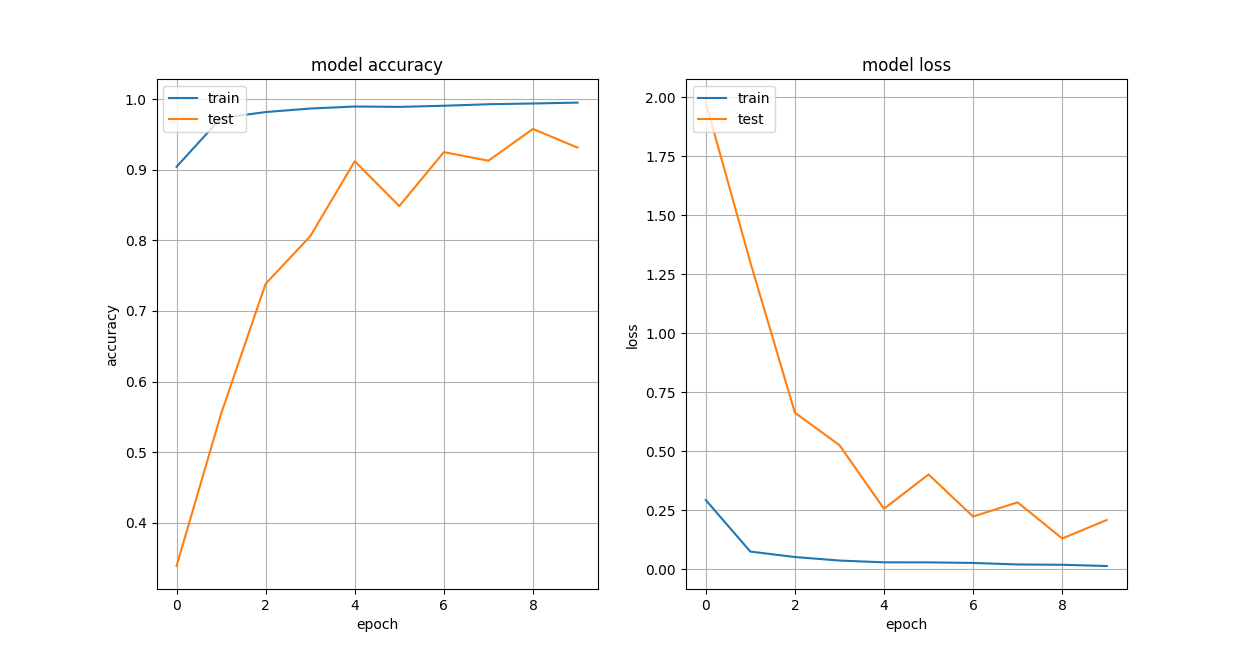 model accuracy
train
test
1.0
0.9
0.8
0.7
0.6
0.5
0.4
accuracy
0 2 4 6 8
epoch
model loss
train
test
2.00
1.75
1.50
1.25
1.00
0.75
0.50
0.25
0.00
loss
0 2 4 6 8
epoch